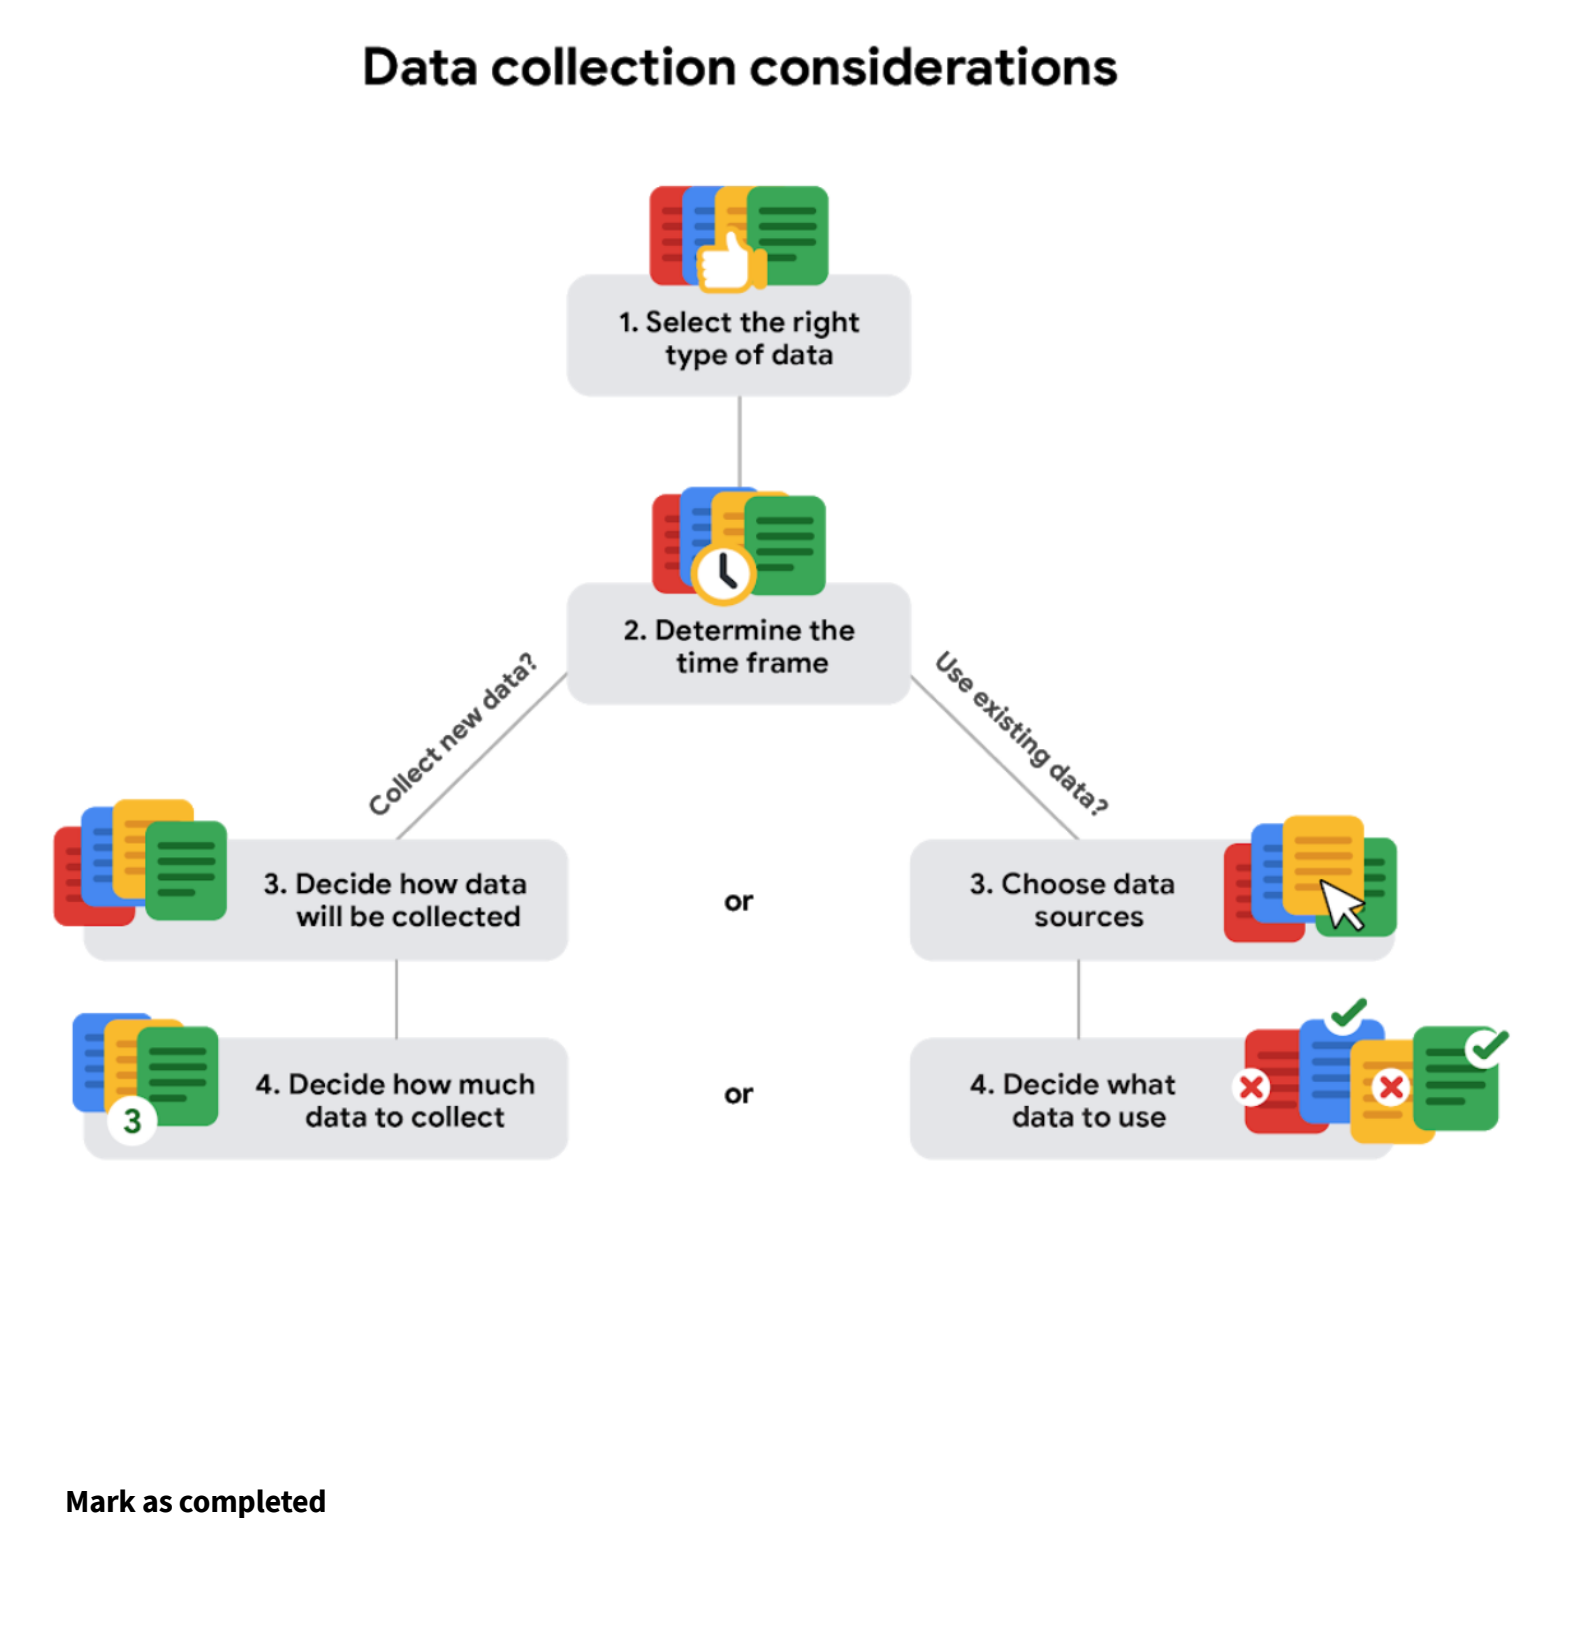 Data collection considerations
1. Select the right
type of data
2. Determine the
time frame
Collect new data?
Use existing data?
3. Decide how data
will be collected
or
3. Choose data
sources
4. Decide how much
data to collect
3
or
4. Decide what
data to use
Mark as completed